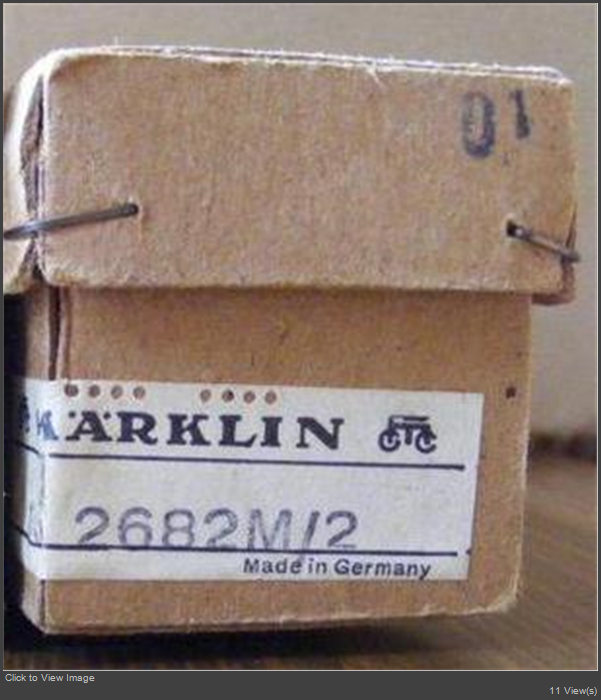 01
MÄRKLIN
2682M/2
Made in Germany
Click to View Image
11 View(s)